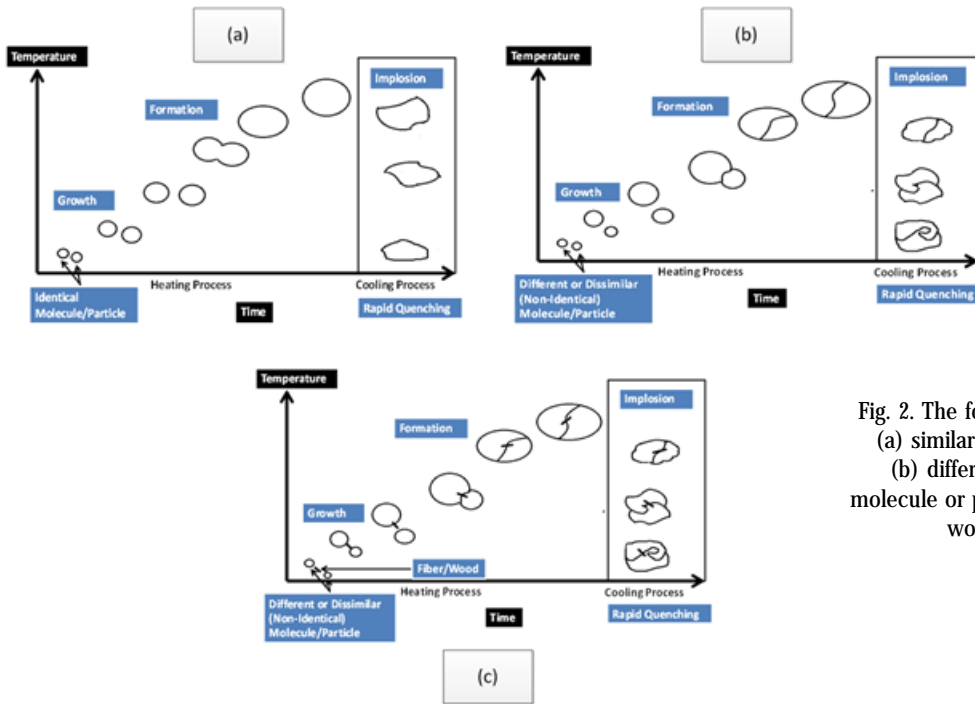 (a)
Temperature
Implosion
Formation
Growth
Heating Process
Cooling Process
Identical
Molecule/Particle
Time
Rapid Quenching
(b)
Temperature
Implosion
Formation
Growth
Heating Process
Cooling Process
Different or Dissimilar
(Non-Identical)
Molecule/Particle
Time
Rapid Quenching
Temperature
Implosion
Formation
Growth
Fiber/Wood
Heating Process
Cooling Process
Different or Dissimilar
(Non-Identical)
Molecule/Particle
Time
Rapid Quenching
(c)
Fig. 2. The
(a) similar
(b)
molecule or